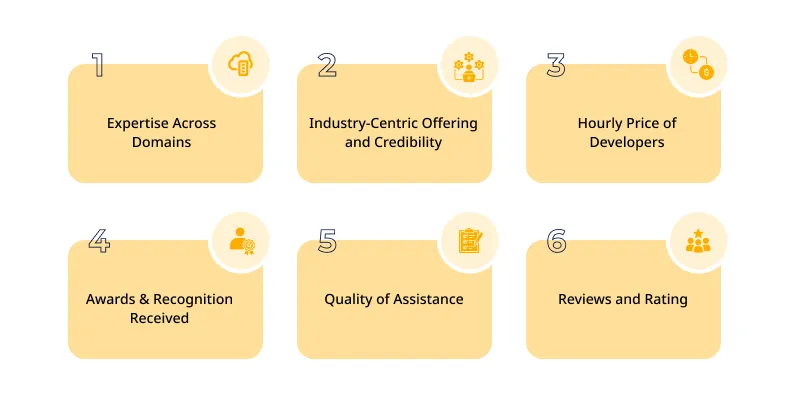 1
Expertise Across
Domains
2
Industry-Centric Offering
and Credibility
3
Hourly Price of
Developers
4
Awards & Recognition
Received
5
Quality of Assistance
6
Reviews and Rating